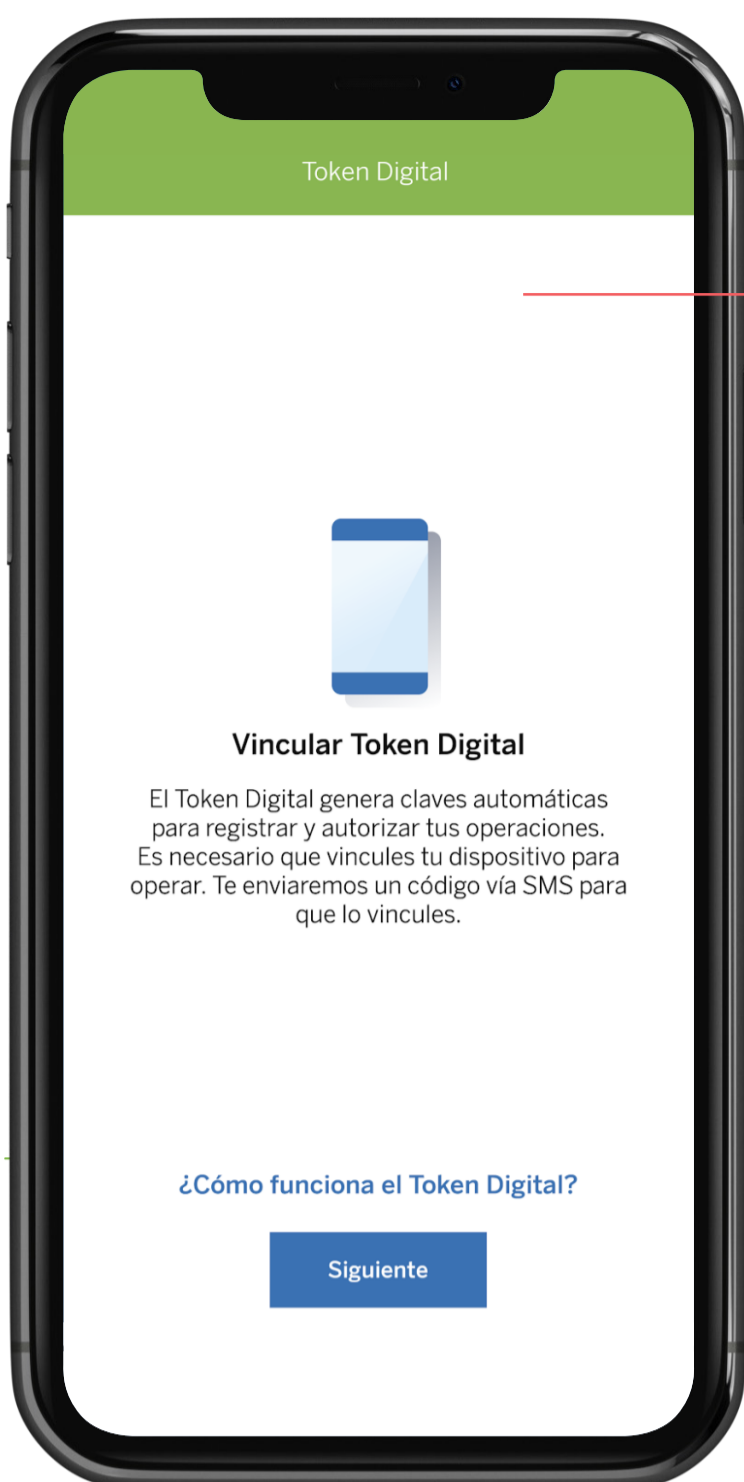 Token Digital
Vincular Token Digital
El Token Digital genera claves automáticas
para registrar y autorizar tus operaciones.
Es necesario que vincules tu dispositivo para
operar. Te enviaremos un código vía SMS para
que lo vincules.
¿Cómo funciona el Token Digital?
Siguiente